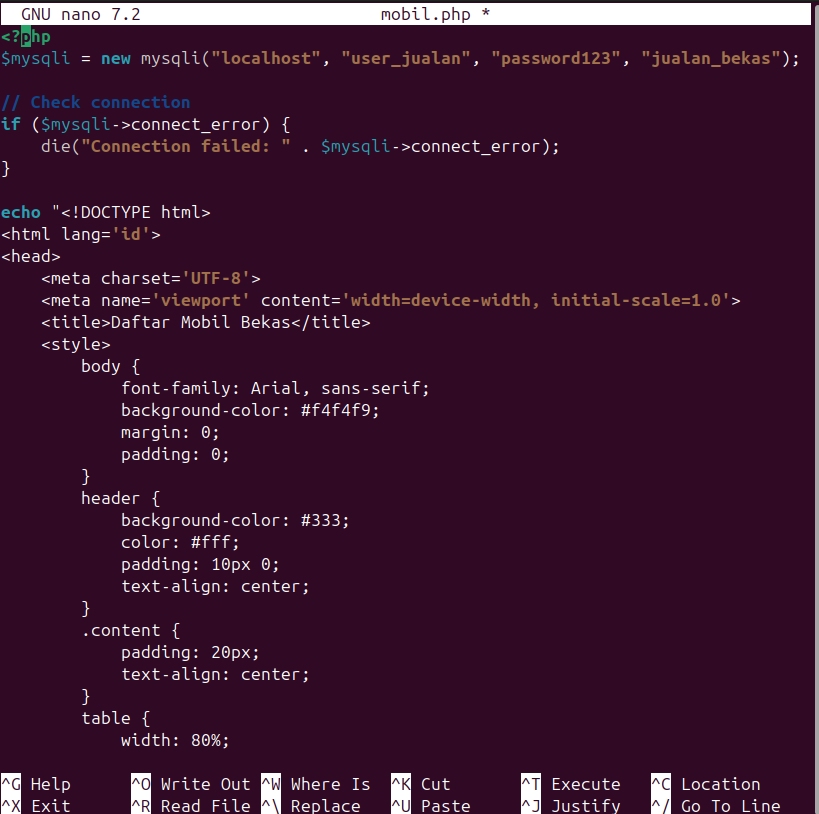 GNU nano 7.2 mobil.php *
<?php
$mysqli = new mysqli("localhost", "user_jualan", "password123", "jualan_bekas");

// Check connection
if ($mysqli->connect_error) {
    die("Connection failed: " . $mysqli->connect_error);
}

echo "<!DOCTYPE html>
<html lang='id'>
<head>
    <meta charset='UTF-8'>
    <meta name='viewport' content='width=device-width, initial-scale=1.0'>
    <title>Daftar Mobil Bekas</title>
    <style>
        body {
            font-family: Arial, sans-serif;
            background-color: #f4f4f9;
            margin: 0;
            padding: 0;
        }
        header {
            background-color: #333;
            color: #fff;
            padding: 10px 0;
            text-align: center;
        }
        .content {
            padding: 20px;
            text-align: center;
        }
        table {
            width: 80%;

^G Help ^O Write Out ^W Where Is ^K Cut ^T Execute ^C Location
^X Exit ^R Read File ^\ Replace ^U Paste ^J Justify ^/ Go To Line